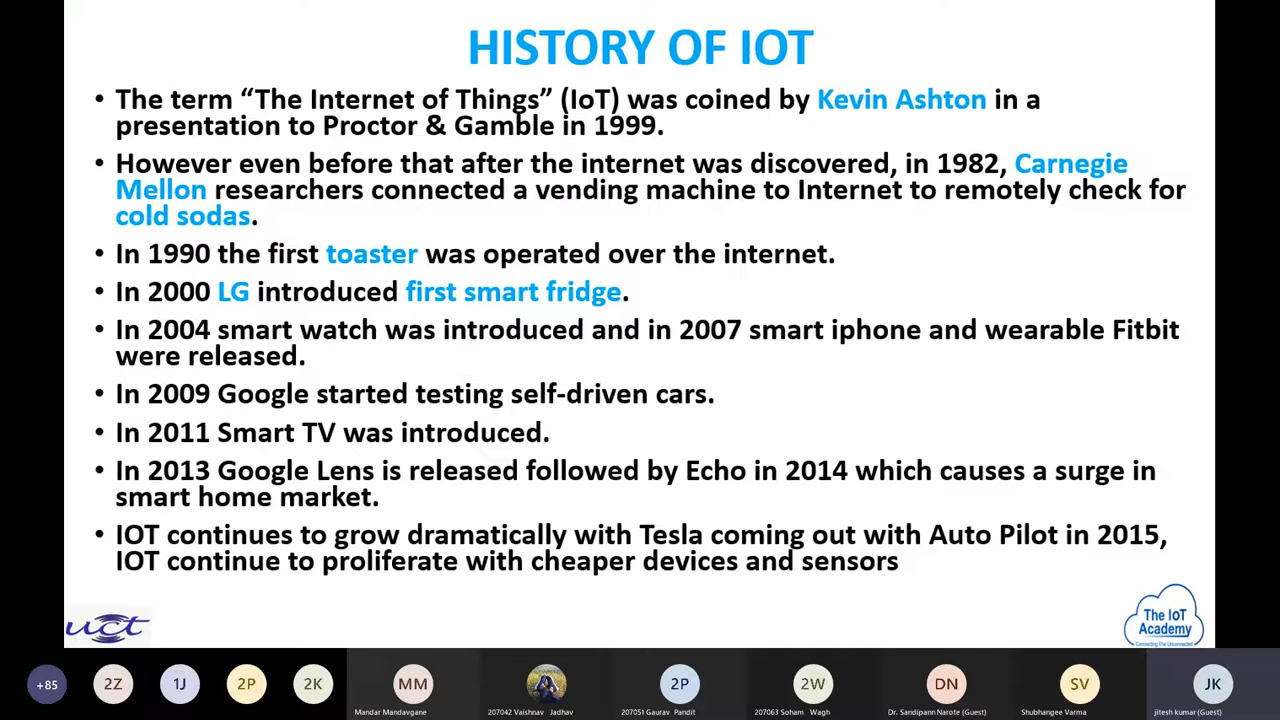 HISTORY OF IOT
• The term “The Internet of Things” (IoT) was coined by Kevin Ashton in a
presentation to Proctor & Gamble in 1999.
• However even before that after the internet was discovered, in 1982, Carnegie
Mellon researchers connected a vending machine to Internet to remotely check for
cold sodas.
• In 1990 the first toaster was operated over the internet.
• In 2000 LG introduced first smart fridge.
• In 2004 smart watch was introduced and in 2007 smart iphone and wearable Fitbit
were released.
• In 2009 Google started testing self-driven cars.
• In 2011 Smart TV was introduced.
• In 2013 Google Lens is released followed by Echo in 2014 which causes a surge in
smart home market.
• IOT continues to grow dramatically with Tesla coming out with Auto Pilot in 2015,
IOT continue to proliferate with cheaper devices and sensors
uct
The IoT
Academy
Connecting The Unconnected
+85 2Z 1J 2P 2K MM 2P 2W DN SV JK
Mandar Mandavgane 207042 Vaishnav Jadhav 207051 Gaurav Pandit 207063 Soham Wagh Dr. Sandipann Narote (Guest) Shubhangee Varma jitesh kumar (Guest)